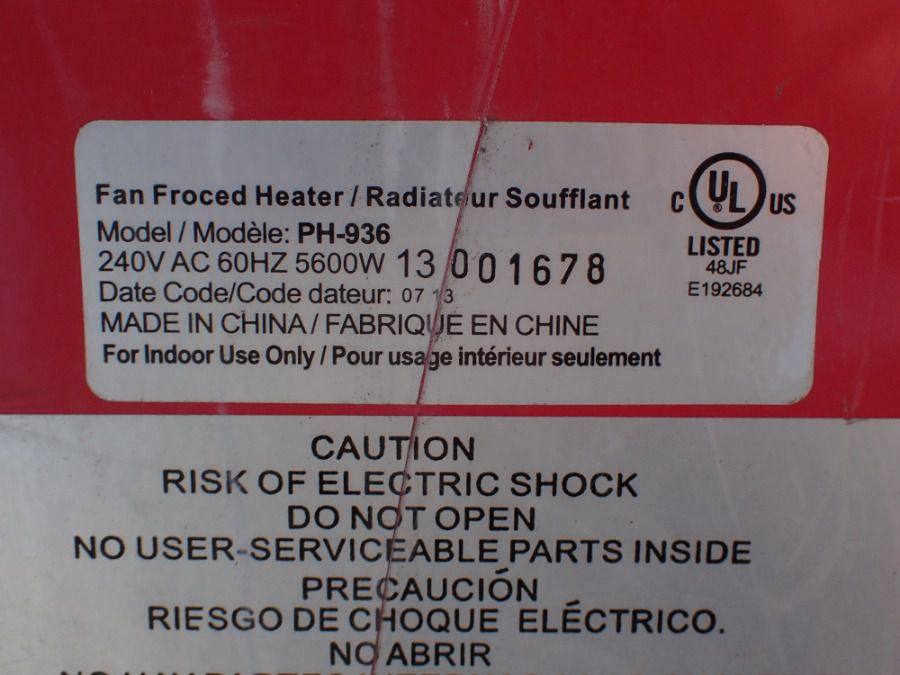 Fan Froced Heater / Radiateur Soufflant
Model / Modèle: PH-936
240V AC 60HZ 5600W 13 001678
Date Code/Code dateur: 07 13
MADE IN CHINA / FABRIQUE EN CHINE
For Indoor Use Only / Pour usage intérieur seulement
C UL ® US
LISTED
48JF
E192684
CAUTION
RISK OF ELECTRIC SHOCK
DO NOT OPEN
NO USER-SERVICEABLE PARTS INSIDE
PRECAUCIÓN
RIESGO DE CHOQUE ELÉCTRICO.
NO ABRIR